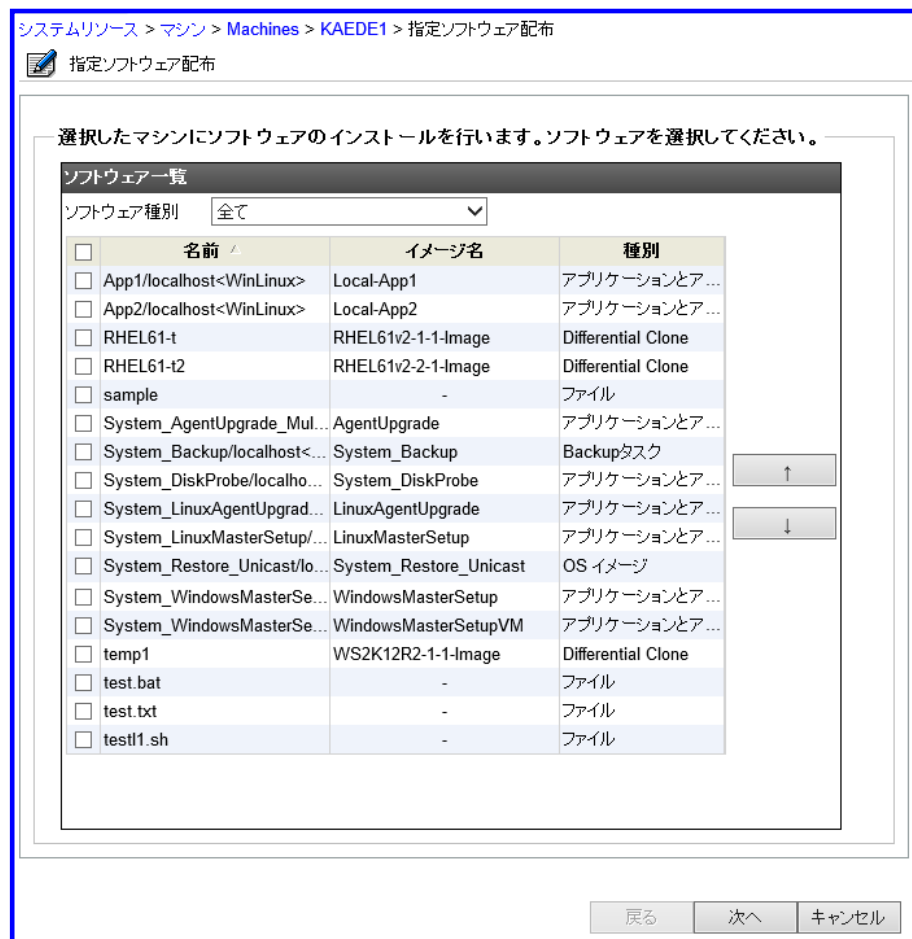 システムリソース > マシン > Machines > KAEDE1 > 指定ソフトウェア配布
指定ソフトウェア配布
選択したマシンにソフトウェアのインストールを行います。ソフトウェアを選択してください。
ソフトウェア一覧
ソフトウェア種別 全て
名前 イメージ名 種別
App1/localhost<WinLinux> Local-App1 アプリケーションとア...
App2/localhost<WinLinux> Local-App2 アプリケーションとア...
RHEL61-t RHEL61v2-1-1-Image Differential Clone
RHEL61-t2 RHEL61v2-2-1-Image Differential Clone
sample - ファイル
System_AgentUpgrade_Mul... AgentUpgrade アプリケーションとア...
System_Backup/localhost<... System_Backup Backupタスク
System_DiskProbe/localho... System_DiskProbe アプリケーションとア...
System_LinuxAgentUpgrad... LinuxAgentUpgrade アプリケーションとア...
System_LinuxMasterSetup/... LinuxMasterSetup アプリケーションとア...
System_Restore_Unicast/lo... System_Restore_Unicast OS イメージ
System_WindowsMasterSe... WindowsMasterSetup アプリケーションとア...
System_WindowsMasterSe... WindowsMasterSetupVM アプリケーションとア...
temp1 WS2K12R2-1-1-Image Differential Clone
test.bat - ファイル
test.txt - ファイル
testl1.sh - ファイル
↑
↓
戻る 次へ キャンセル